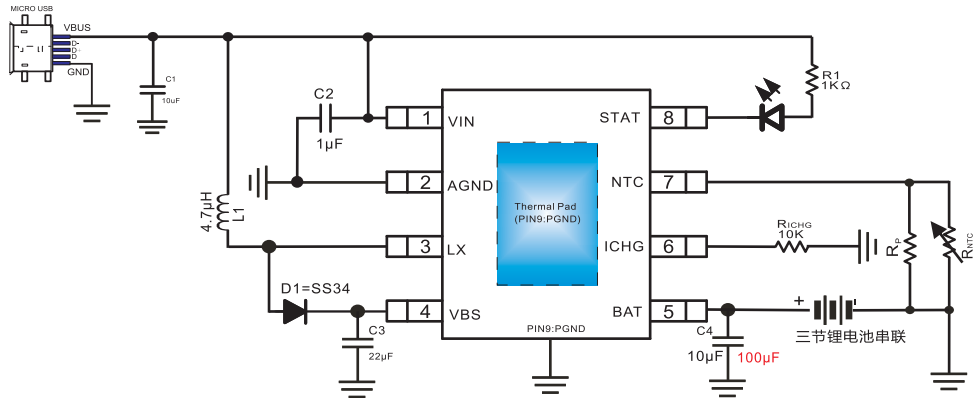 MICRO USB
VBUS
D-
D-
D
GND
C1
10uF
C2
1µF
4.7µH
L1
D1=SS34
C3
22µF
1 VIN
2 AGND
3 LX
4 VBS
Thermal Pad
(PIN9:PGND)
PIN9:PGND
STAT 8
NTC 7
ICHG 6
BAT 5
R1
1KΩ
RICHG
10K
RP
RNTC
C4
10µF 100µF
+ -
三节锂电池串联